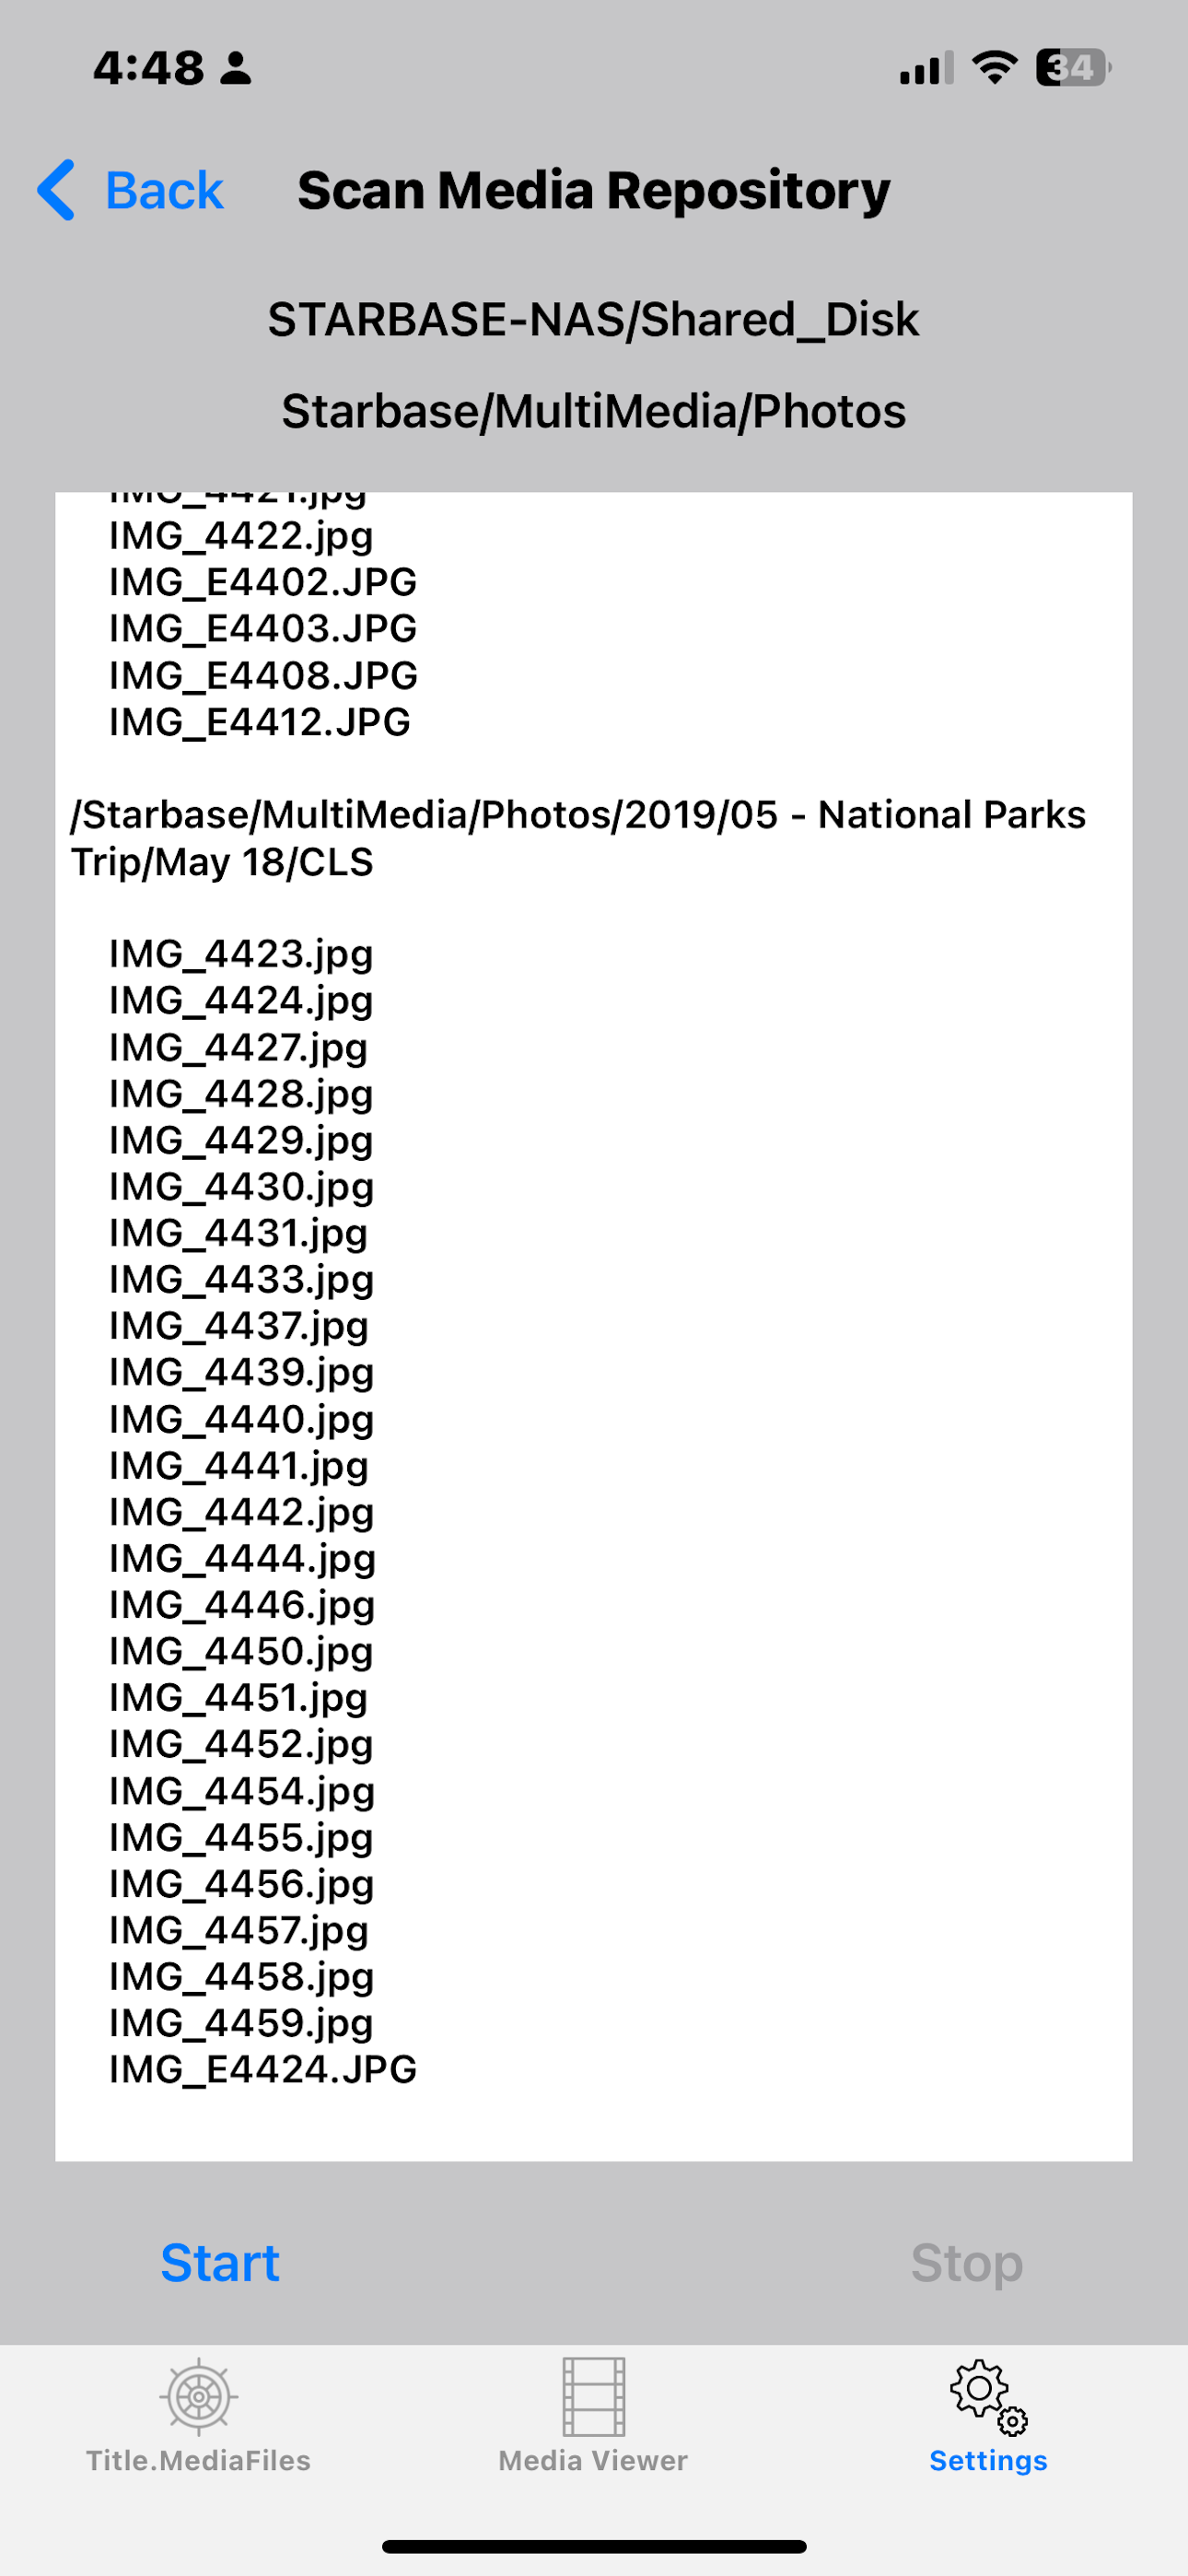 4:48
34
Back
Scan Media Repository
STARBASE-NAS/Shared_Disk
Starbase/MultiMedia/Photos
IMG_4421.jpg
IMG_4422.jpg
IMG_E4402.JPG
IMG_E4403.JPG
IMG_E4408.JPG
IMG_E4412.JPG
/Starbase/MultiMedia/Photos/2019/05 - National Parks
Trip/May 18/CLS
IMG_4423.jpg
IMG_4424.jpg
IMG_4427.jpg
IMG_4428.jpg
IMG_4429.jpg
IMG_4430.jpg
IMG_4431.jpg
IMG_4433.jpg
IMG_4437.jpg
IMG_4439.jpg
IMG_4440.jpg
IMG_4441.jpg
IMG_4442.jpg
IMG_4444.jpg
IMG_4446.jpg
IMG_4450.jpg
IMG_4451.jpg
IMG_4452.jpg
IMG_4454.jpg
IMG_4455.jpg
IMG_4456.jpg
IMG_4457.jpg
IMG_4458.jpg
IMG_4459.jpg
IMG_E4424.JPG
Start
Stop
Title.MediaFiles
Media Viewer
Settings